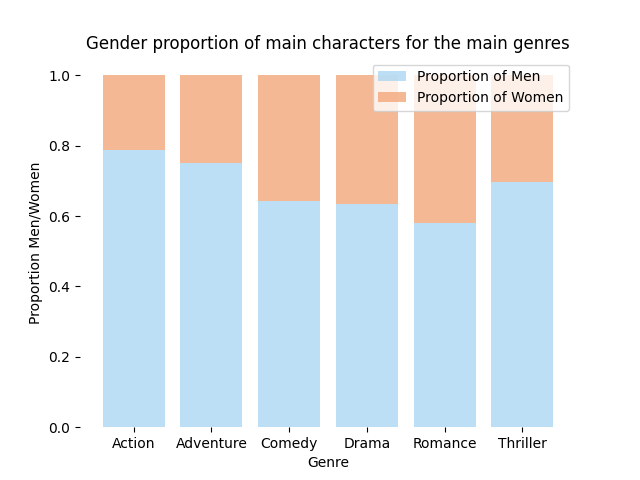 Gender proportion of main characters for the main genres
Proportion of Men
Proportion of Women
Proportion Men/Women
1.0
0.8
0.6
0.4
0.2
0.0
Action Adventure Comedy Drama Romance Thriller
Genre